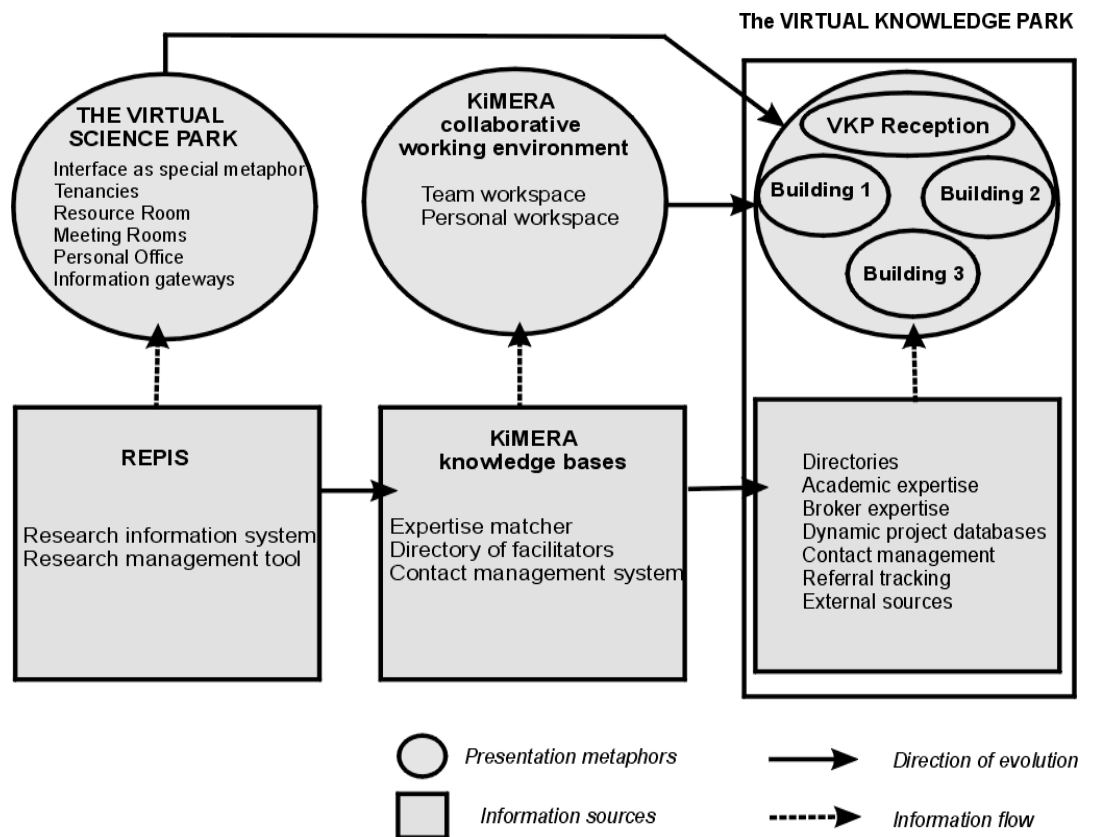 The VIRTUAL KNOWLEDGE PARK
THE VIRTUAL
SCIENCE PARK
Interface as special metaphor
Tenancies
Resource Room
Meeting Rooms
Personal Office
Information gateways
KiMERA
collaborative
working environment
Team workspace
Personal workspace
VKP Reception
Building 1
Building 2
Building 3
REPIS
Research information system
Research management tool
KiMERA
knowledge bases
Expertise matcher
Directory of facilitators
Contact management system
Directories
Academic expertise
Broker expertise
Dynamic project databases
Contact management
Referral tracking
External sources
Presentation metaphors
Direction of evolution
Information sources
Information flow